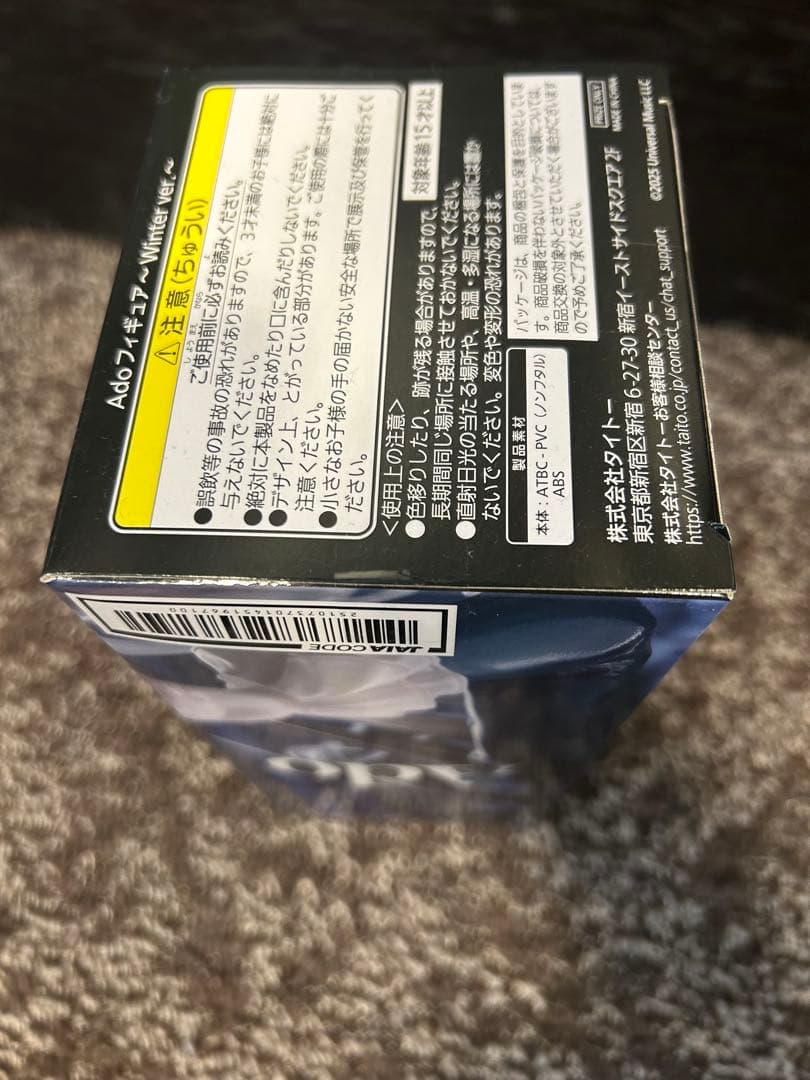 Adoフィギュア～Winter ver.～
注意(ちゅうい)
ご使用前に必ずお読みください。
●誤飲等の事故の恐れがありますので、3才未満のお子様には絶対に
与えないでください。
●絶対に本製品をなめたり口に含んだりしないでください。
●デザイン上、とがっている部分があります。ご使用の際には十分に
注意ください。
●小さなお子様の手の届かない安全な場所で展示及び保管を行ってく
ださい。
対象年齢15才以上
<使用上の注意>
●色移りしたり、跡が残る場合がありますので、
長期間同じ場所に接触させておかないでください。
●直射日光の当たる場所や、高温・多湿になる場所には置か
ないでください。変色や変形の恐れがあります。
製品素材
本体：ATBC-PVC（ノンフタル）
ABS
パッケージは、商品の梱包と保護を目的としていま
す。商品破損を伴わないパッケージ破損については、
商品交換の対象外とさせていただく場合がございます
ので予めご了承ください。
株式会社タイトー
東京都新宿区新宿6-27-30 新宿イーストサイドスクエア2F
株式会社タイトーお客様相談センター
https://www.taito.co.jp/contact_us/chat_support
PRIZE ONLY
MADE IN CHINA
©2025 Universal Music LLC
JAIA CODE
2510737014519667100
Ado